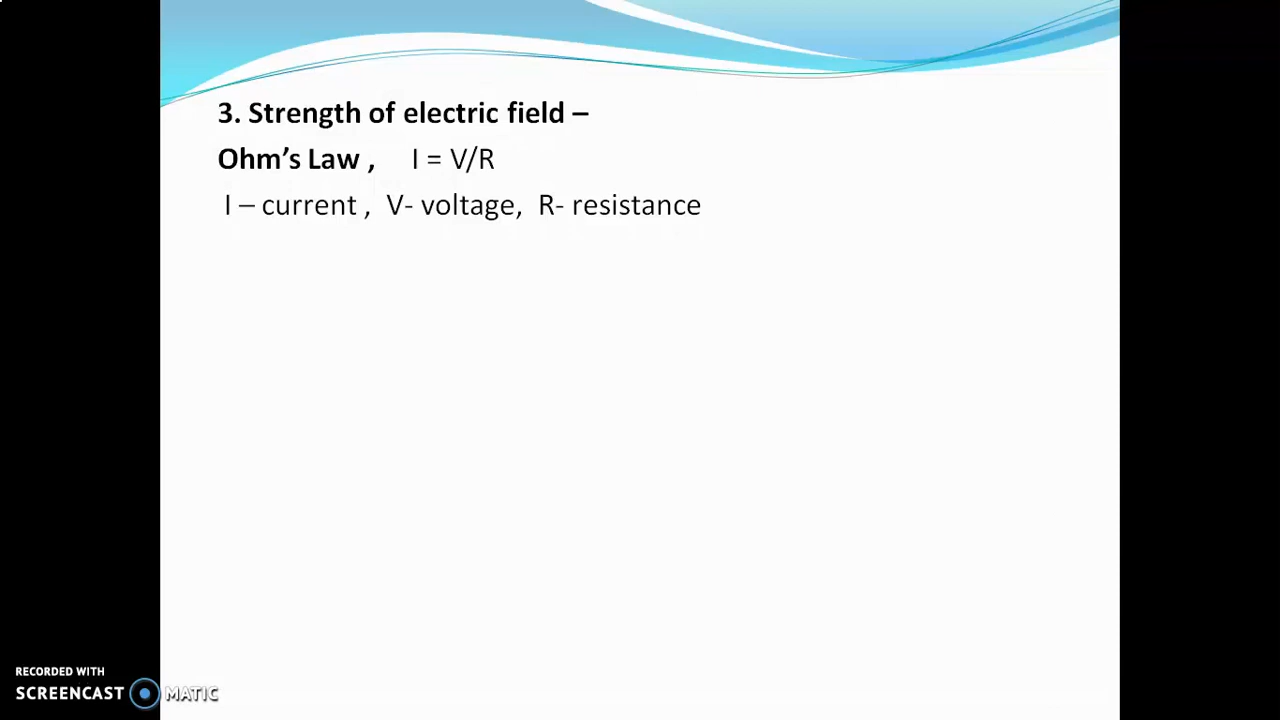 3. Strength of electric field –
Ohm's Law , I = V/R
I – current , V- voltage, R- resistance
RECORDED WITH
SCREENCAST MATIC